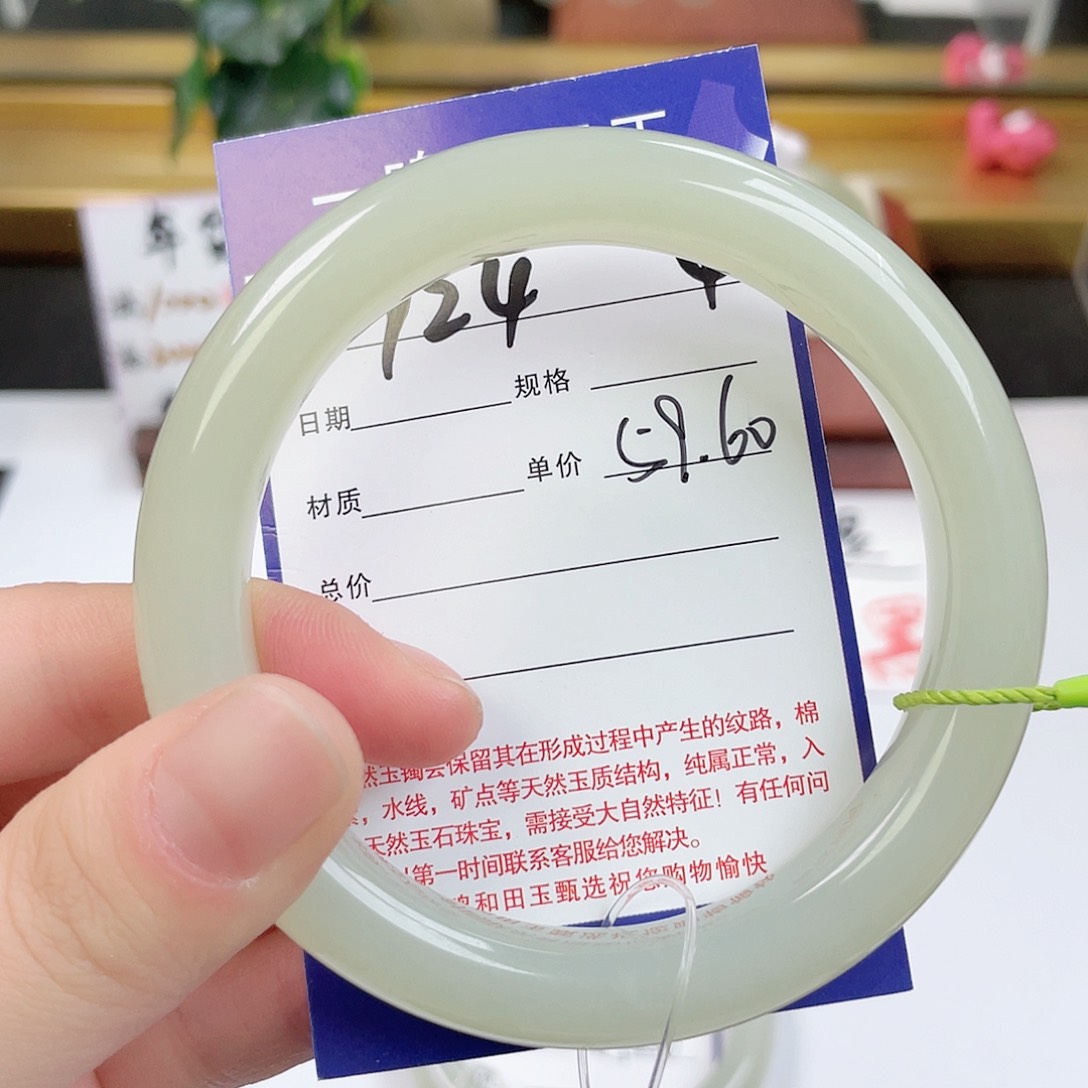 年货
724 4
日期 规格
材质 单价 59.60
总价
然玉镯会保留其在形成过程中产生的纹路，棉
，水线，矿点等天然玉质结构，纯属正常，入
天然玉石珠宝，需接受大自然特征！有任何问
第一时间联系客服给您解决。
和田玉甄选祝您购物愉快